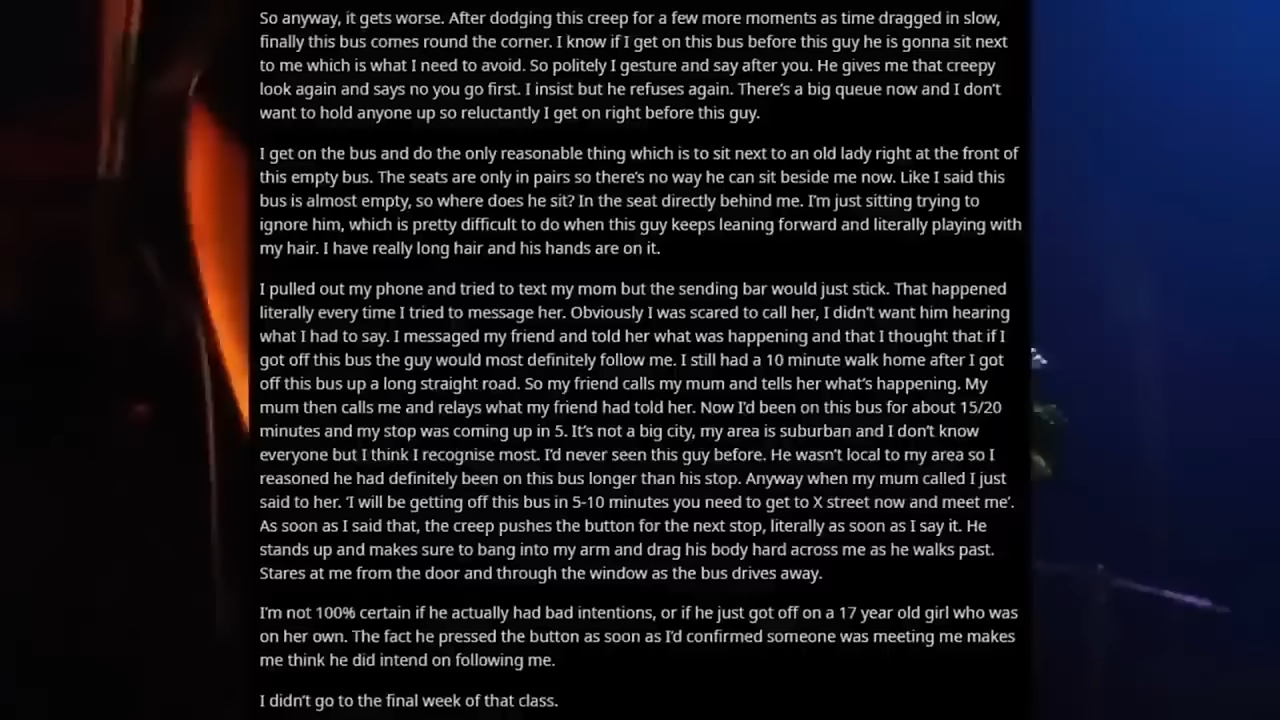 So anyway, it gets worse. After dodging this creep for a few more moments as time dragged in slow,
finally this bus comes round the corner. I know if I get on this bus before this guy he is gonna sit next
to me which is what I need to avoid. So politely I gesture and say after you. He gives me that creepy
look again and says no you go first. I insist but he refuses again. There's a big queue now and I don't
want to hold anyone up so reluctantly I get on right before this guy.
I get on the bus and do the only reasonable thing which is to sit next to an old lady right at the front of
this empty bus. The seats are only in pairs so there's no way he can sit beside me now. Like I said this
bus is almost empty, so where does he sit? In the seat directly behind me. I'm just sitting trying to
ignore him, which is pretty difficult to do when this guy keeps leaning forward and literally playing with
my hair. I have really long hair and his hands are on it.
I pulled out my phone and tried to text my mom but the sending bar would just stick. That happened
literally every time I tried to message her. Obviously I was scared to call her, I didn't want him hearing
what I had to say. I messaged my friend and told her what was happening and that I thought that if I
got off this bus the guy would most definitely follow me. I still had a 10 minute walk home after I got
off this bus up a long straight road. So my friend calls my mum and tells her what's happening. My
mum then calls me and relays what my friend had told her. Now I'd been on this bus for about 15/20
minutes and my stop was coming up in 5. It's not a big city, my area is suburban and I don't know
everyone but I think I recognise most. I'd never seen this guy before. He wasn't local to my area so I
reasoned he had definitely been on this bus longer than his stop. Anyway when my mum called I just
said to her. 'I will be getting off this bus in 5-10 minutes you need to get to X street now and meet me'.
As soon as I said that, the creep pushes the button for the next stop, literally as soon as I say it. He
stands up and makes sure to bang into my arm and drag his body hard across me as he walks past.
Stares at me from the door and through the window as the bus drives away.
I'm not 100% certain if he actually had bad intentions, or if he just got off on a 17 year old girl who was
on her own. The fact he pressed the button as soon as I'd confirmed someone was meeting me makes
me think he did intend on following me.
I didn't go to the final week of that class.